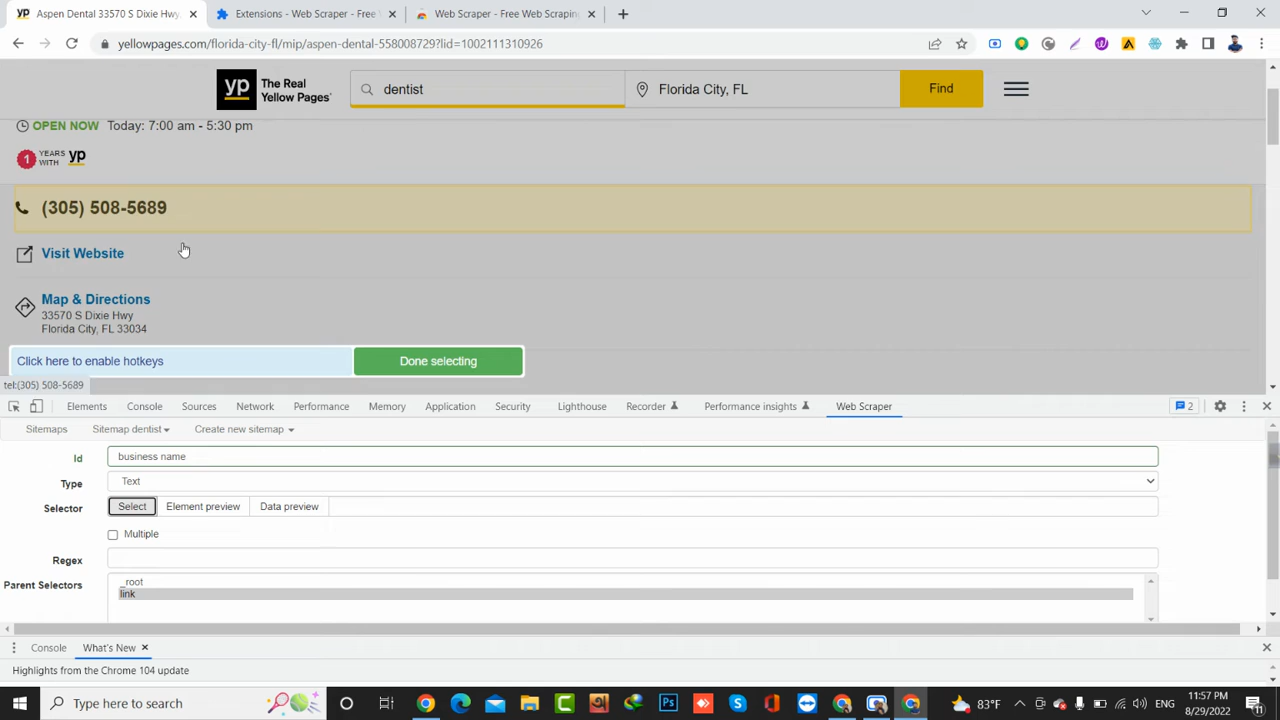 Aspen Dental 33570 S Dixie Hwy,
Extensions - Web Scraper - Free
Web Scraper - Free Web Scraping
yellowpages.com/florida-city-fl/mip/aspen-dental-558008720?lid=1002111310926
yp The Real Yellow Pages
dentist
Florida City, FL
Find
OPEN NOW Today: 7:00 am - 5:30 pm
1 YEARS WITH yp
(305) 508-5689
Visit Website
Map & Directions
33570 S Dixie Hwy
Florida City, FL 33034
Click here to enable hotkeys
Done selecting
tel:(305) 508-5689
Elements Console Sources Network Performance Memory Application Security Lighthouse Recorder Performance insights Web Scraper 2
Sitemaps Sitemap dentist Create new sitemap
Id business name
Type Text
Selector Select Element preview Data preview
Multiple
Regex
Parent Selectors _root
link
Console What's New
Highlights from the Chrome 104 update
Type here to search
83°F
11:57 PM
8/29/2022
11